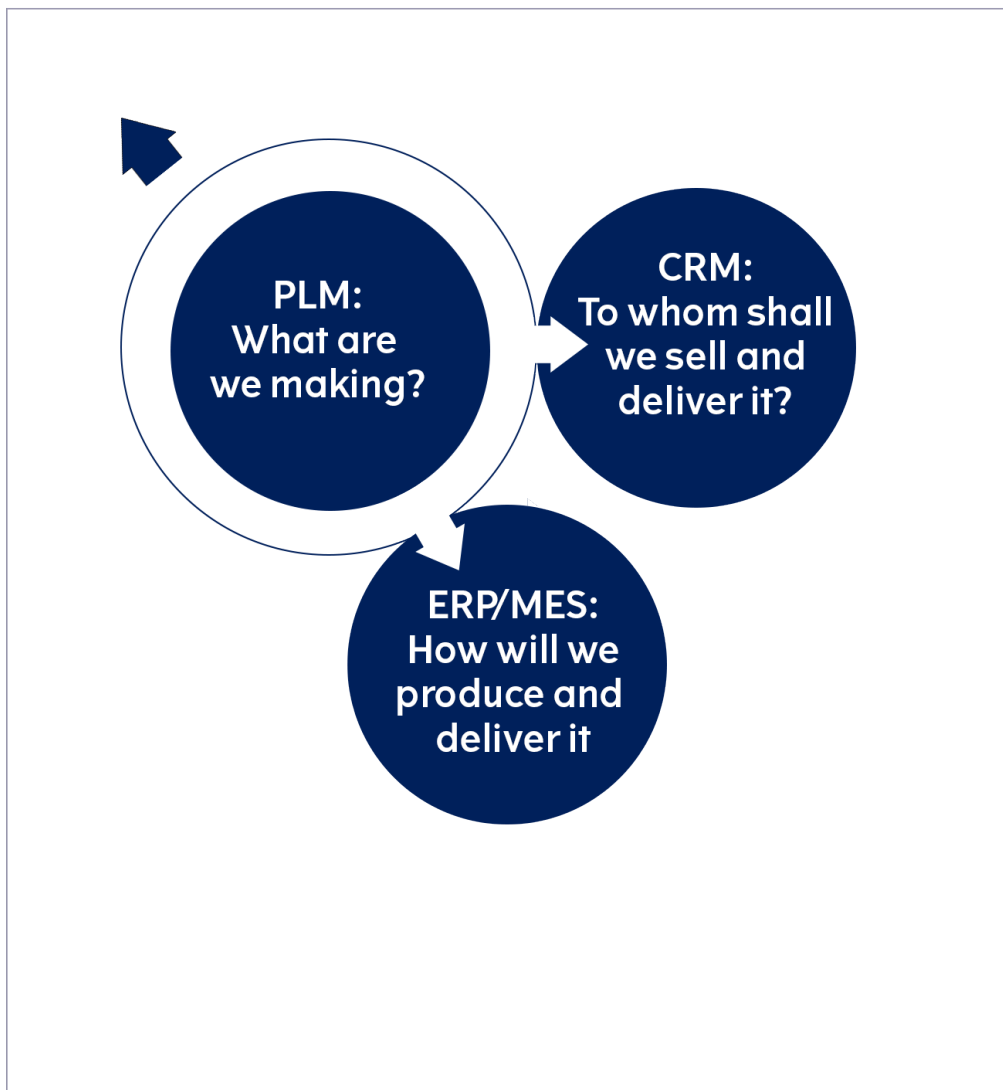 PLM:
What are
we making?
CRM:
To whom shall
we sell and
deliver it?
ERP/MES:
How will we
produce and
deliver it